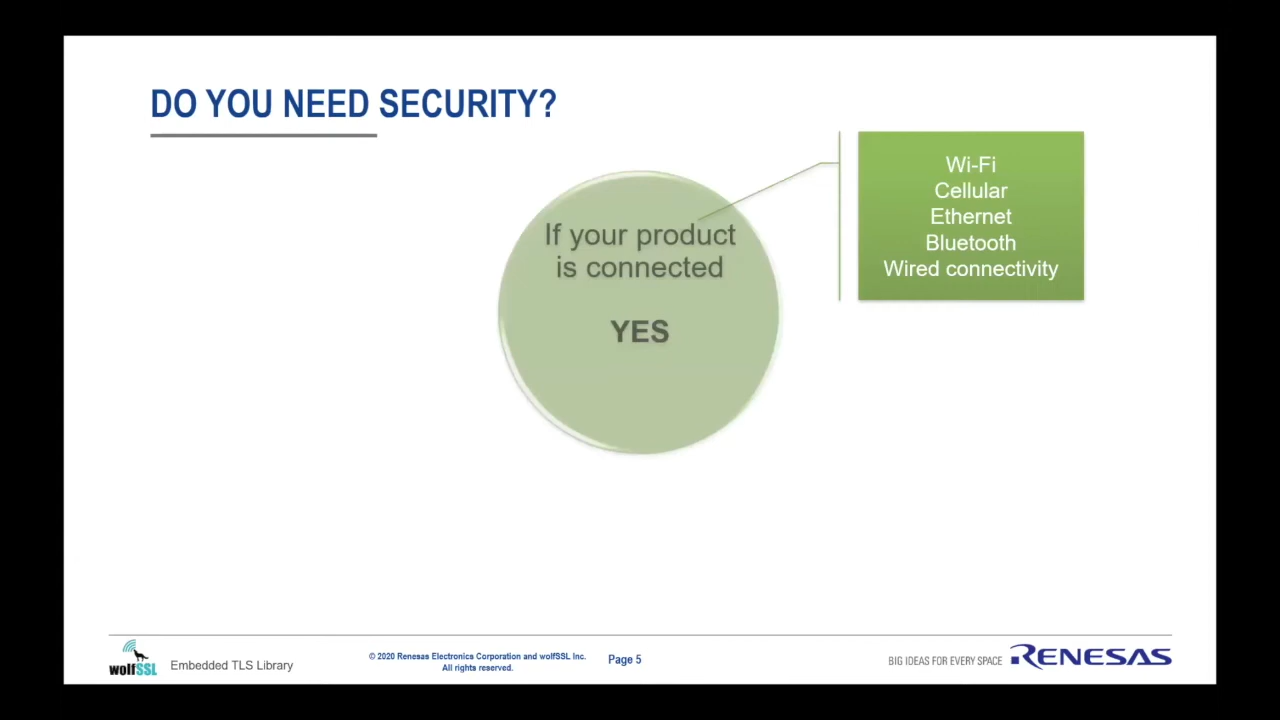 DO YOU NEED SECURITY?
If your product
is connected
YES
Wi-Fi
Cellular
Ethernet
Bluetooth
Wired connectivity
wolfSSL
Embedded TLS Library
© 2020 Renesas Electronics Corporation and wolfSSL Inc.
All rights reserved.
Page 5
BIG IDEAS FOR EVERY SPACE
RENESAS